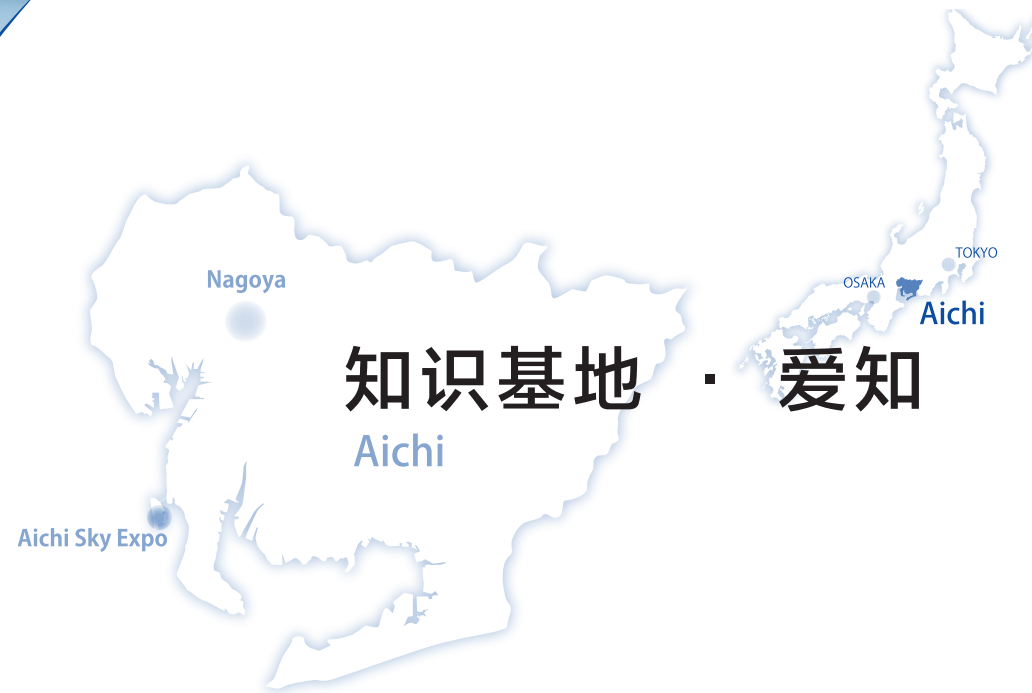 TOKYO
Nagoya
OSAKA
Aichi
知识基地 · 爱知
Aichi
Aichi Sky Expo